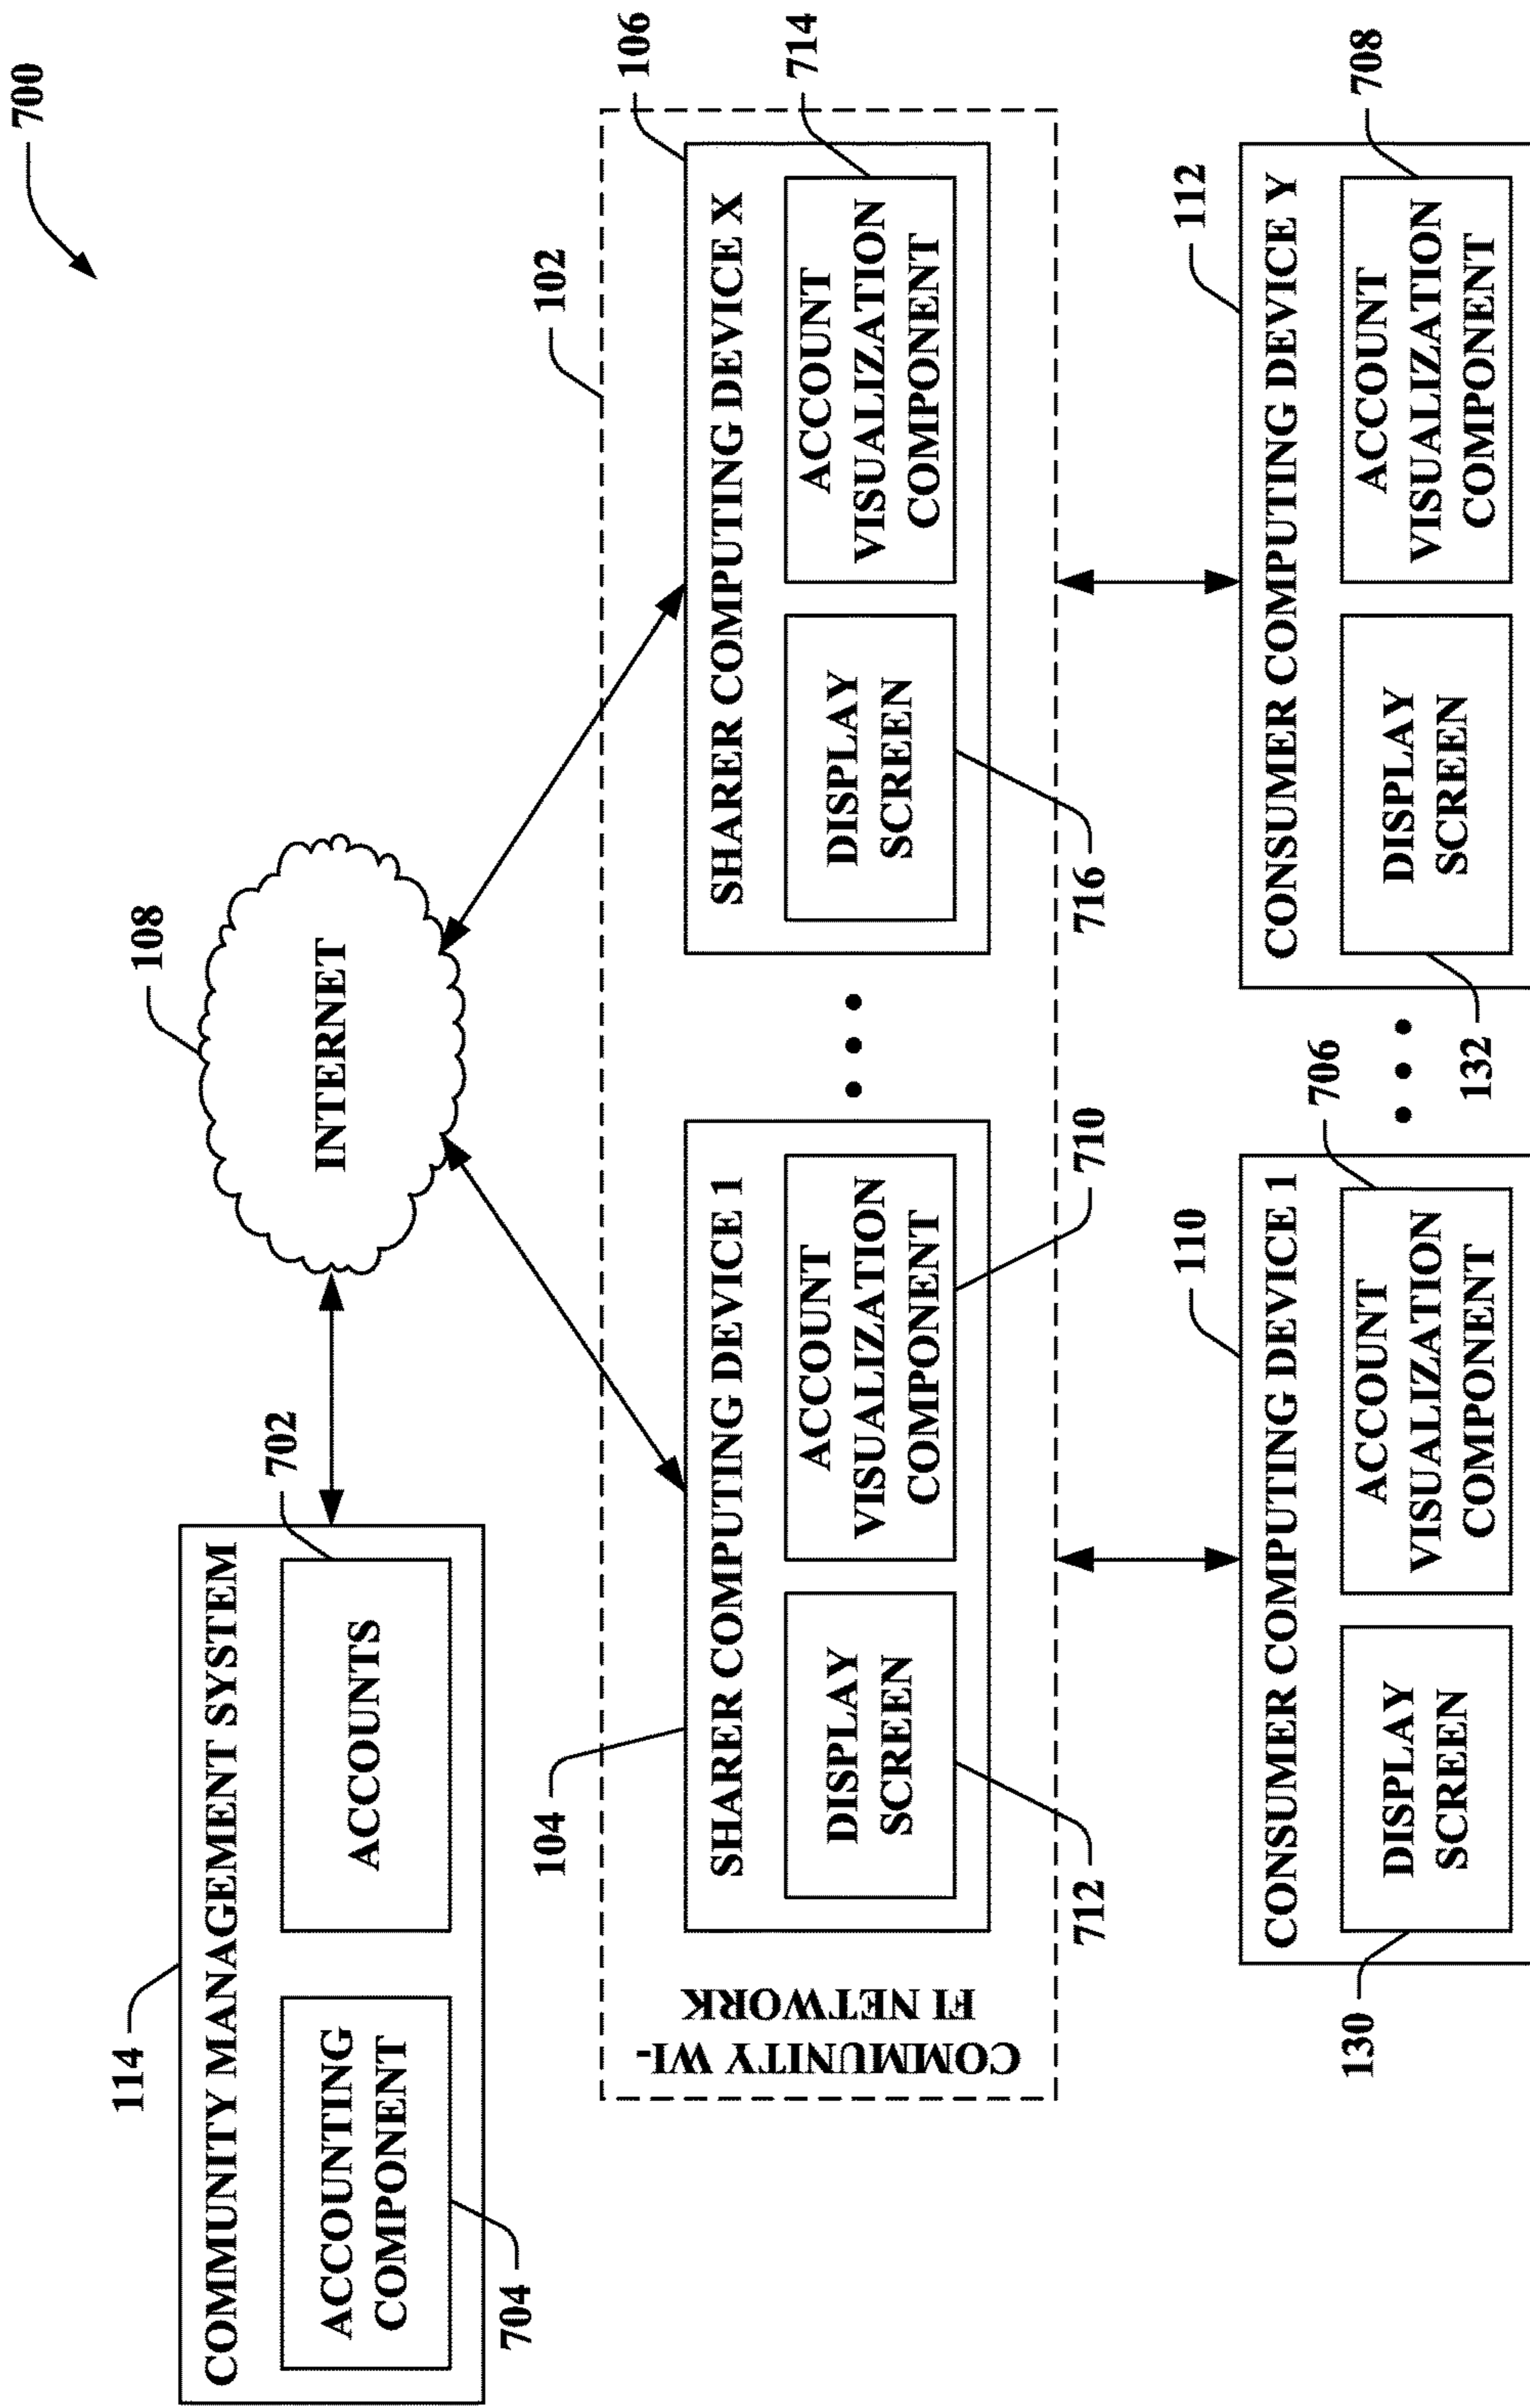 700
114
COMMUNITY MANAGEMENT SYSTEM
ACCOUNTING
COMPONENT
704
ACCOUNTS
702
108
INTERNET
102
COMMUNITY WI-
FI NETWORK
104
SHARER COMPUTING DEVICE 1
DISPLAY
SCREEN
712
ACCOUNT
VISUALIZATION
COMPONENT
710
• • •
106
SHARER COMPUTING DEVICE X
DISPLAY
SCREEN
716
ACCOUNT
VISUALIZATION
COMPONENT
714
110
CONSUMER COMPUTING DEVICE 1
DISPLAY
SCREEN
130
ACCOUNT
VISUALIZATION
COMPONENT
706
• • •
112
CONSUMER COMPUTING DEVICE Y
DISPLAY
SCREEN
132
ACCOUNT
VISUALIZATION
COMPONENT
708